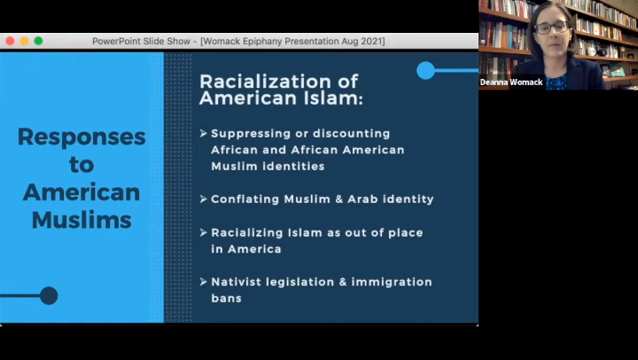 PowerPoint Slide Show - [Womack Epiphany Presentation Aug 2021]
Deanna Womack
Responses
to
American
Muslims
Racialization of
American Islam:
➢ Suppressing or discounting
African and African American
Muslim identities
➢ Conflating Muslim & Arab identity
➢ Racializing Islam as out of place
in America
➢ Nativist legislation & immigration
bans